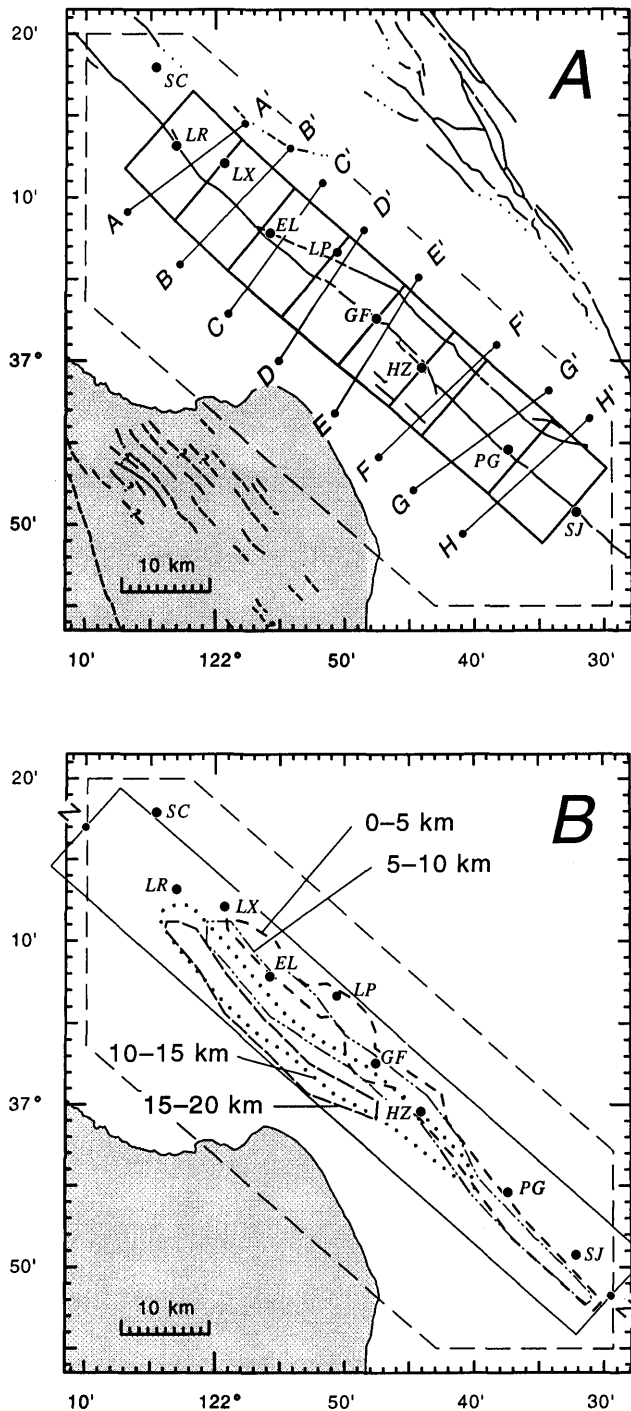 20'
A
SC
A'
B'
LR
C'
LX
10'
A
D'
EL
LP
B
E'
C
GF
F'
37°
HZ
D
G'
H'
E
PG
F
G
50'
SJ
H
10 km
10'
122°
50'
40'
30'
20'
B
Z
SC
0–5 km
5–10 km
LR
LX
10'
EL
LP
GF
10–15 km
37°
15–20 km
HZ
PG
SJ
50'
Z'
10 km
10'
122°
50'
40'
30'